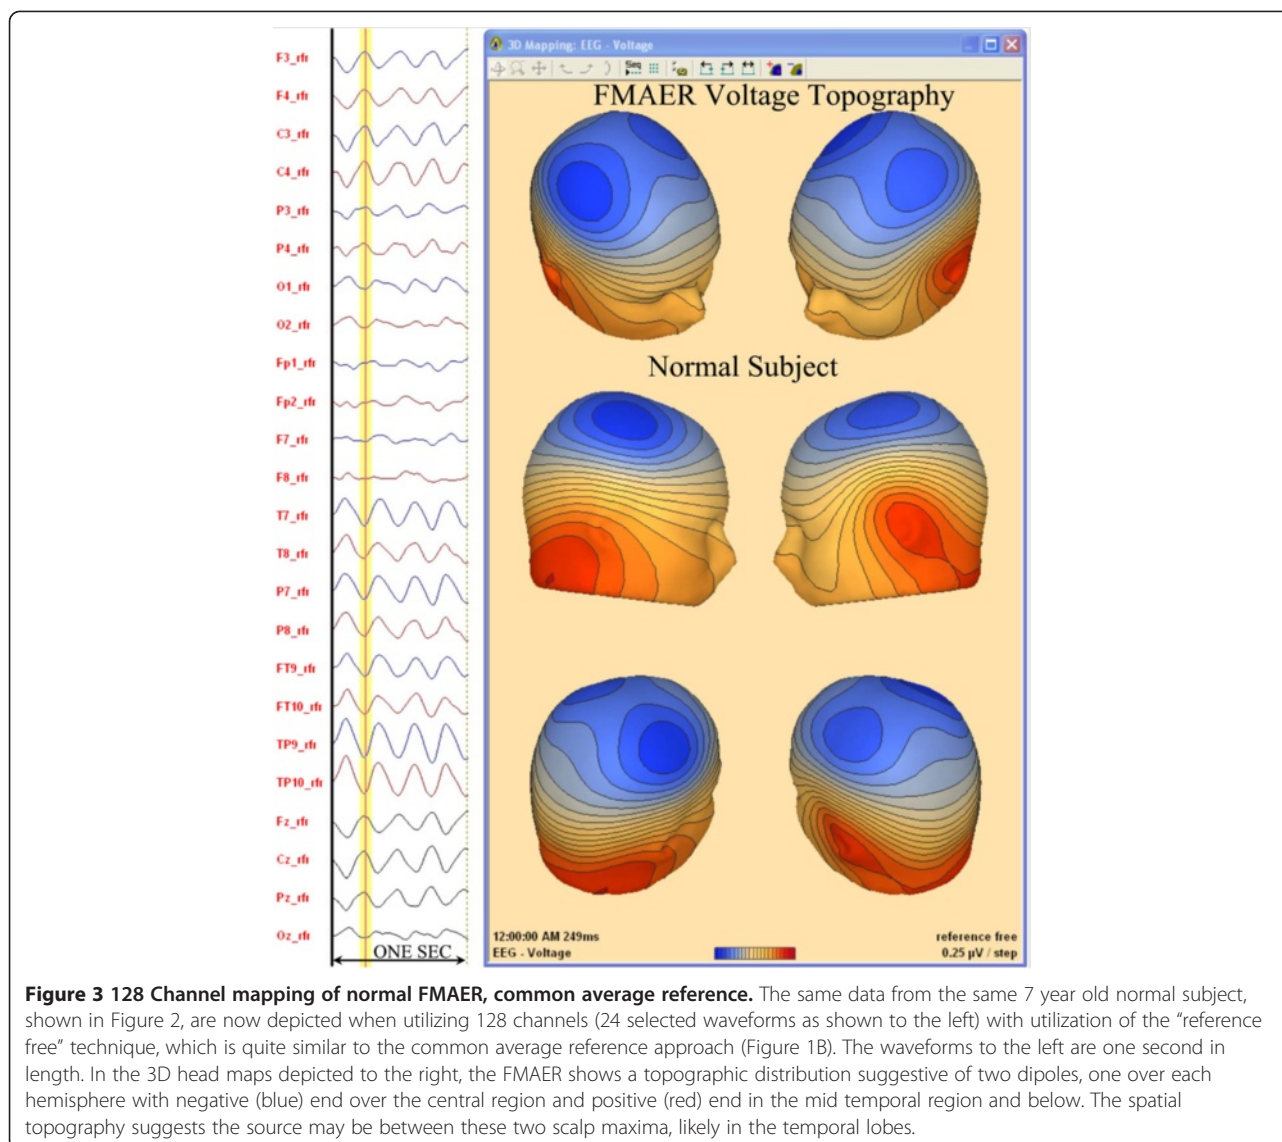 F3_rfr
F4_rfr
C3_rfr
C4_rfr
P3_rfr
P4_rfr
O1_rfr
O2_rfr
Fp1_rfr
Fp2_rfr
F7_rfr
F8_rfr
T7_rfr
T8_rfr
P7_rfr
P8_rfr
FT9_rfr
FT10_rfr
TP9_rfr
TP10_rfr
Fz_rfr
Cz_rfr
Pz_rfr
Oz_rfr
ONE SEC
3D Mapping: EEG - Voltage
Seq
FMAER Voltage Topography
Normal Subject
12:00:00 AM 249ms
EEG - Voltage
reference free
0.25 µV / step
Figure 3 128 Channel mapping of normal FMAER, common average reference. The same data from the same 7 year old normal subject,
shown in Figure 2, are now depicted when utilizing 128 channels (24 selected waveforms as shown to the left) with utilization of the “reference
free” technique, which is quite similar to the common average reference approach (Figure 1B). The waveforms to the left are one second in
length. In the 3D head maps depicted to the right, the FMAER shows a topographic distribution suggestive of two dipoles, one over each
hemisphere with negative (blue) end over the central region and positive (red) end in the mid temporal region and below. The spatial
topography suggests the source may be between these two scalp maxima, likely in the temporal lobes.